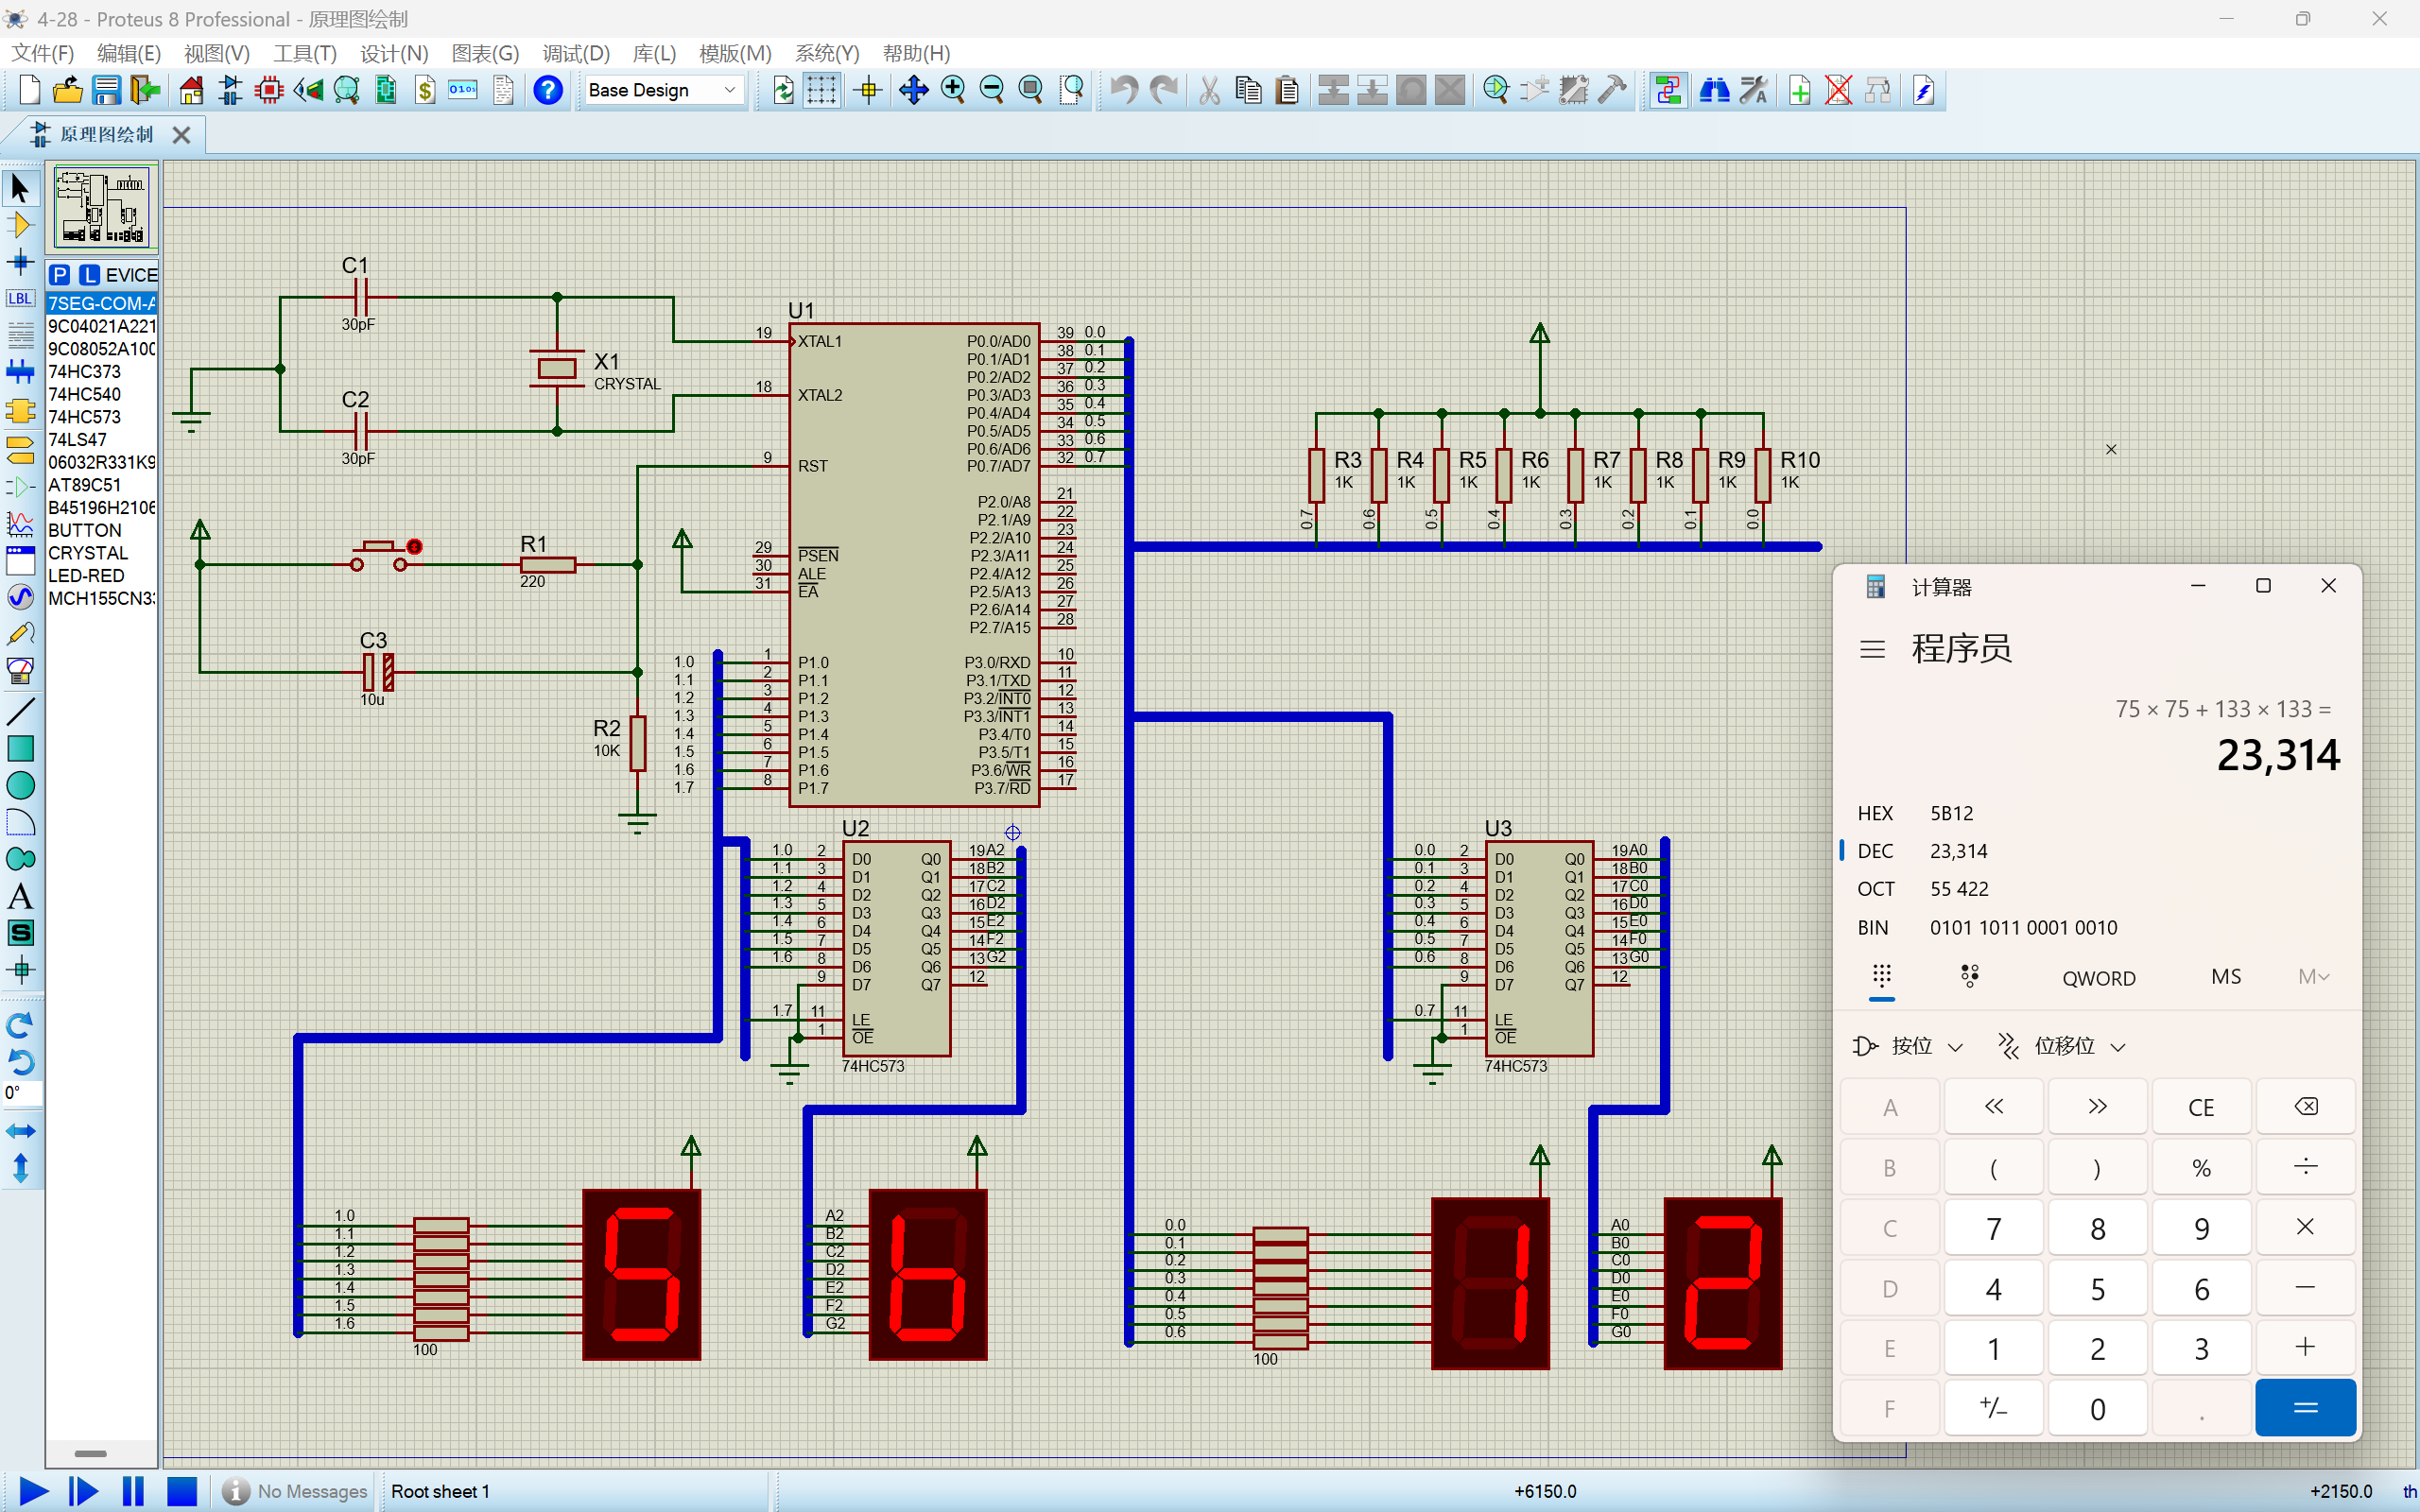 4-28 - Proteus 8 Professional - 原理图绘制
文件(F) 编辑(E) 视图(V) 工具(T) 设计(N) 图表(G) 调试(D) 库(L) 模版(M) 系统(Y) 帮助(H)
Base Design
原理图绘制
P L EVICE
7SEG-COM-A
9C04021A221
9C08052A100
74HC373
74HC540
74HC573
74LS47
06032R331K9
AT89C51
B45196H2106
BUTTON
CRYSTAL
LED-RED
MCH155CN33
LBL
0°
C1
30pF
C2
30pF
X1
CRYSTAL
R1
220
C3
10u
R2
10K
U1
19 XTAL1
18 XTAL2
9 RST
29 PSEN
30 ALE
31 EA
1.0 1 P1.0
1.1 2 P1.1
1.2 3 P1.2
1.3 4 P1.3
1.4 5 P1.4
1.5 6 P1.5
1.6 7 P1.6
1.7 8 P1.7
P0.0/AD0 39 0.0
P0.1/AD1 38 0.1
P0.2/AD2 37 0.2
P0.3/AD3 36 0.3
P0.4/AD4 35 0.4
P0.5/AD5 34 0.5
P0.6/AD6 33 0.6
P0.7/AD7 32 0.7
P2.0/A8 21
P2.1/A9 22
P2.2/A10 23
P2.3/A11 24
P2.4/A12 25
P2.5/A13 26
P2.6/A14 27
P2.7/A15 28
P3.0/RXD 10
P3.1/TXD 11
P3.2/INT0 12
P3.3/INT1 13
P3.4/T0 14
P3.5/T1 15
P3.6/WR 16
P3.7/RD 17
R3 R4 R5 R6 R7 R8 R9 R10
1K 1K 1K 1K 1K 1K 1K 1K
0.7 0.6 0.5 0.4 0.3 0.2 0.1 0.0
U2
1.0 2 D0 Q0 19 A2
1.1 3 D1 Q1 18 B2
1.2 4 D2 Q2 17 C2
1.3 5 D3 Q3 16 D2
1.4 6 D4 Q4 15 E2
1.5 7 D5 Q5 14 F2
1.6 8 D6 Q6 13 G2
9 D7 Q7 12
1.7 11 LE
1 OE
74HC573
U3
0.0 2 D0 Q0 19 A0
0.1 3 D1 Q1 18 B0
0.2 4 D2 Q2 17 C0
0.3 5 D3 Q3 16 D0
0.4 6 D4 Q4 15 E0
0.5 7 D5 Q5 14 F0
0.6 8 D6 Q6 13 G0
9 D7 Q7 12
0.7 11 LE
1 OE
74HC573
1.0
1.1
1.2
1.3
1.4
1.5
1.6
100
5
A2
B2
C2
D2
E2
F2
G2
b
0.0
0.1
0.2
0.3
0.4
0.5
0.6
100
1
A0
B0
C0
D0
E0
F0
G0
2
计算器
程序员
75 × 75 + 133 × 133 =
23,314
HEX 5B12
DEC 23,314
OCT 55 422
BIN 0101 1011 0001 0010
QWORD MS M
按位 位移位
A << >> CE
B ( ) % ÷
C 7 8 9 ×
D 4 5 6 −
E 1 2 3 +
F +/− 0 . =
No Messages Root sheet 1 +6150.0 +2150.0 th